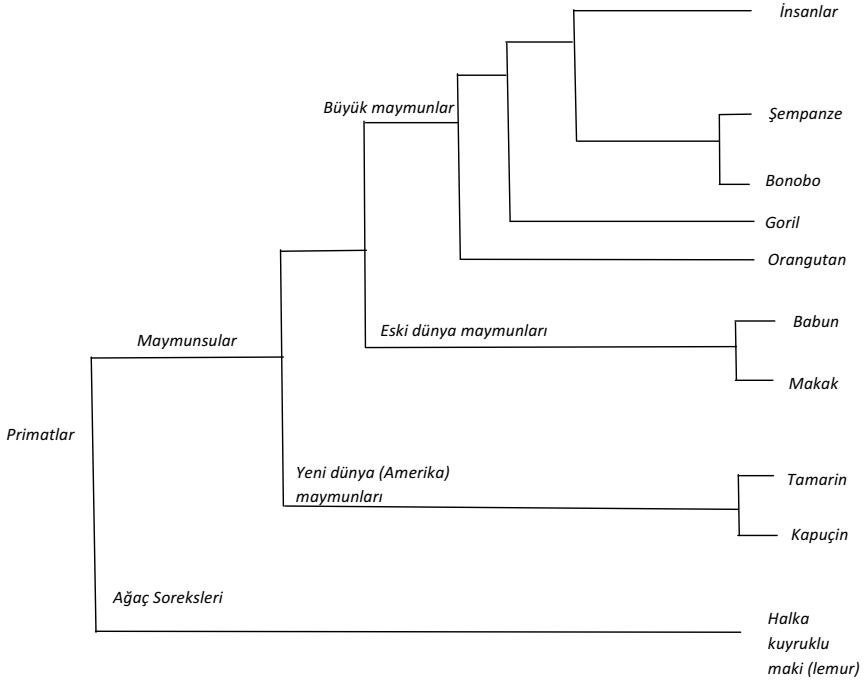 İnsanlar
Büyük maymunlar
Şempanze
Bonobo
Goril
Orangutan
Babun
Eski dünya maymunları
Maymunsular
Makak
Primatlar
Yeni dünya (Amerika)
maymunları
Tamarin
Kapuçin
Ağaç Soreksleri
Halka
kuyruklu
maki (lemur)